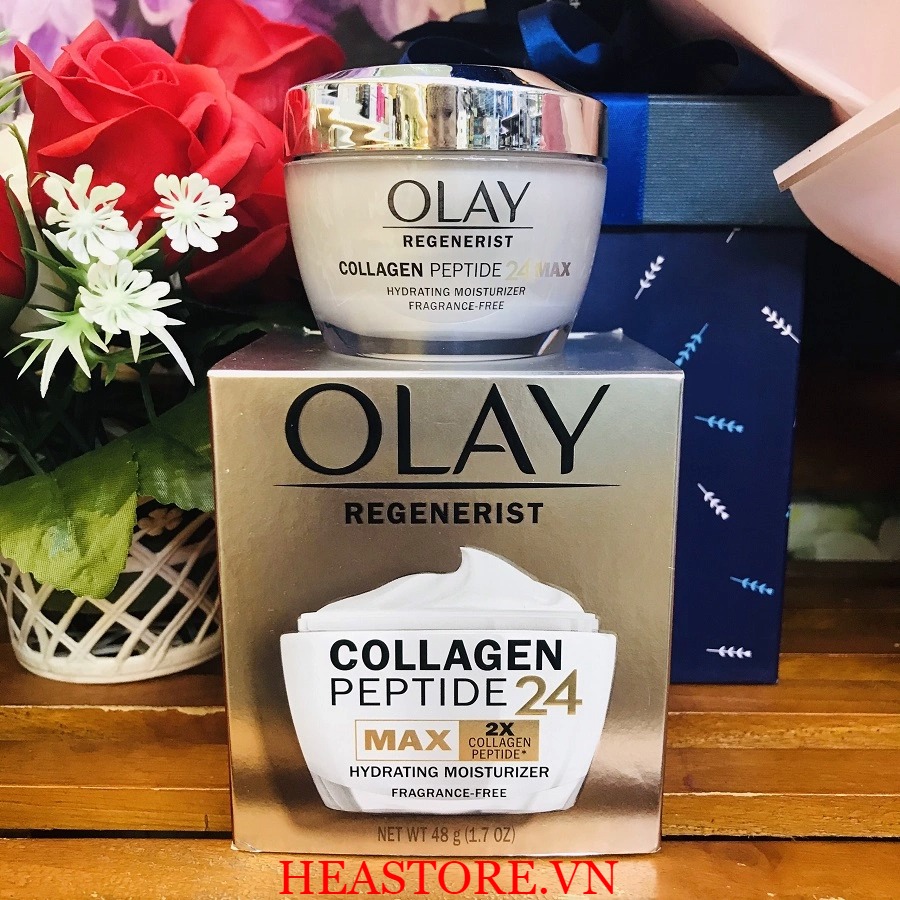 OLAY
REGENERIST
COLLAGEN PEPTIDE 24 MAX
HYDRATING MOISTURIZER
FRAGRANCE-FREE
OLAY
REGENERIST
COLLAGEN
PEPTIDE 24
MAX 2X
COLLAGEN
PEPTIDE*
HYDRATING MOISTURIZER
FRAGRANCE-FREE
NET WT 48 g (1.7 OZ)
HEASTORE.VN